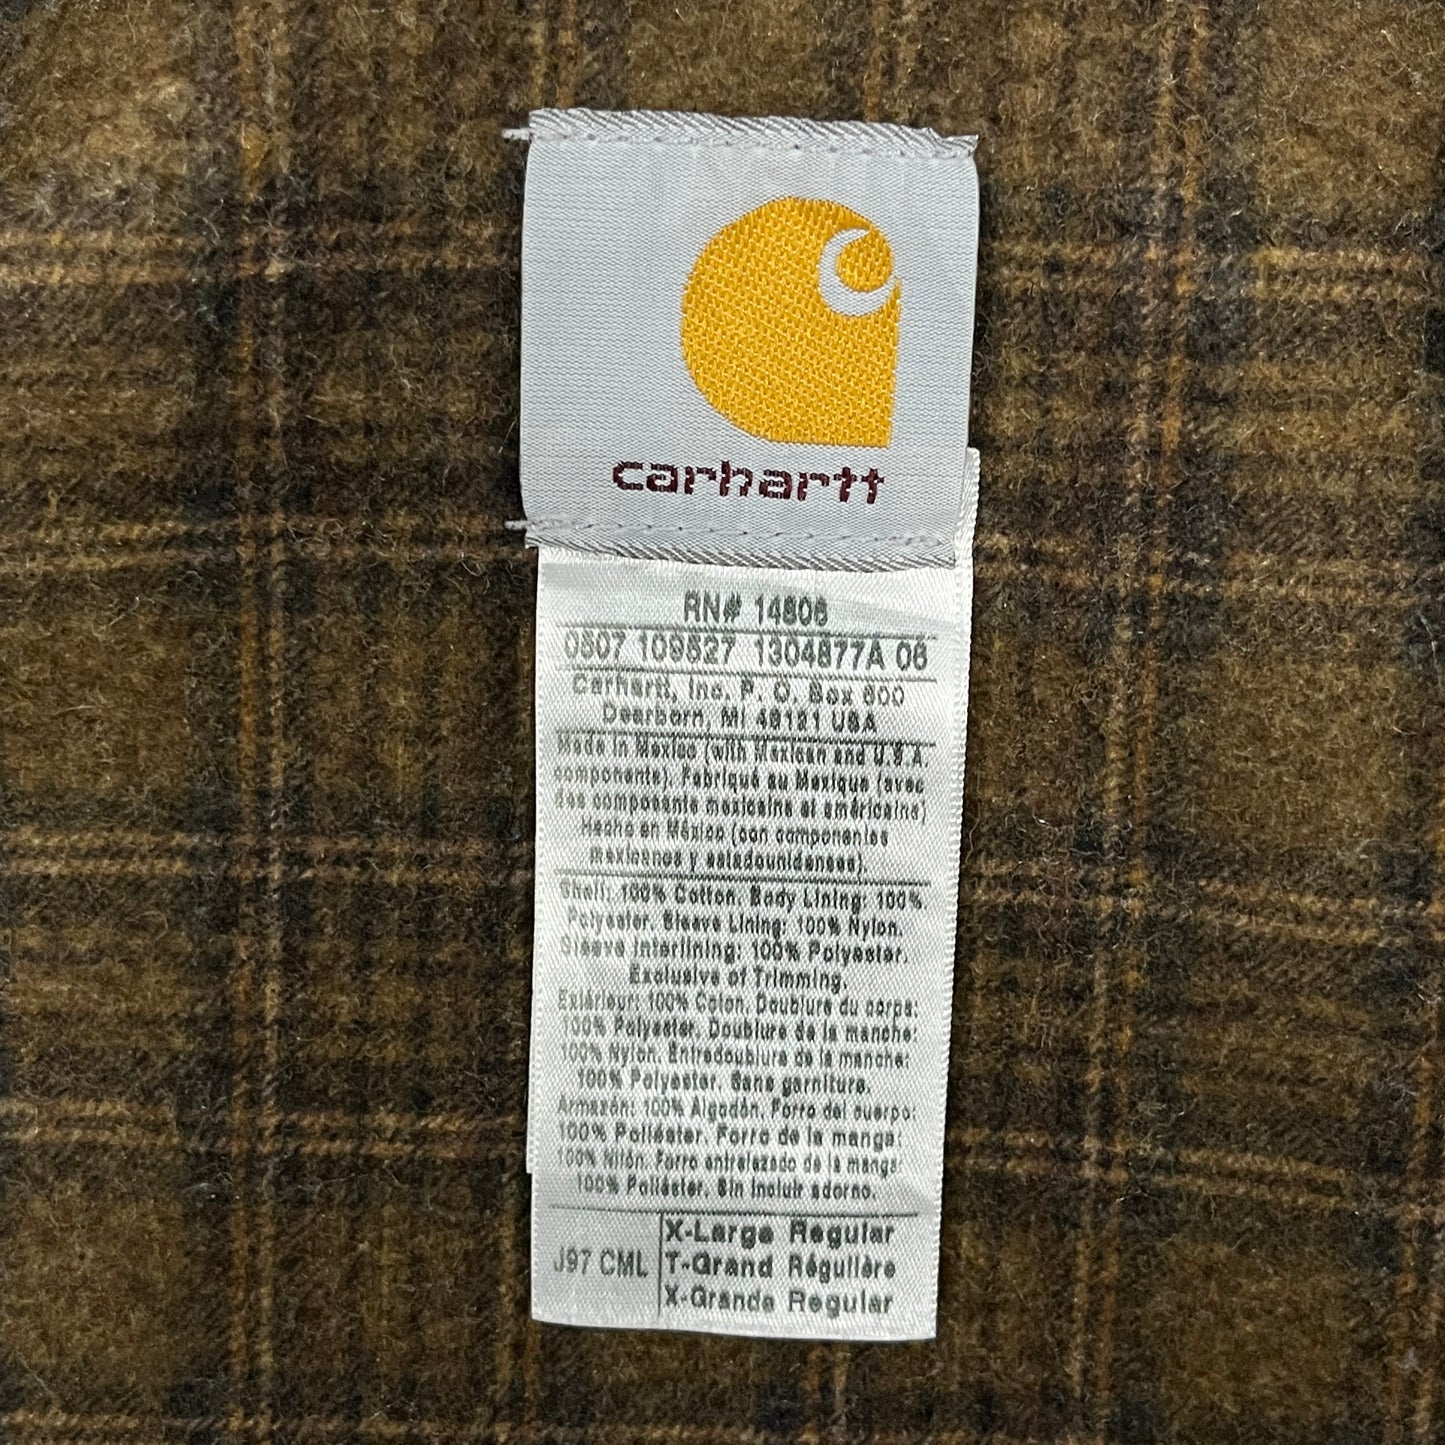 carhartt
RN# 14806
0507 109527 1304877A 06
Carhartt, Inc. P. O. Box 600
Dearborn, MI 48121 USA
Made in Mexico (with Mexican and U.S.A.
components). Fabriqué au Mexique (avec
des composants mexicains et américains)
Hecho en México (con componentes
mexicanos y estadounidenses).
Shell: 100% Cotton. Body Lining: 100%
Polyester. Sleeve Lining: 100% Nylon.
Sleeve Interlining: 100% Polyester.
Exclusive of Trimming.
Extérieur: 100% Coton. Doublure du corps:
100% Polyester. Doublure de la manche:
100% Nylon. Entredoublure de la manche:
100% Polyester. Sans garniture.
Armazón: 100% Algodón. Forro del cuerpo:
100% Poliéster. Forro de la manga:
100% Nilón. Forro entrelazado de la manga:
100% Poliéster. Sin incluir adorno.
J97 CML
X-Large Regular
T-Grand Régulière
X-Grande Regular